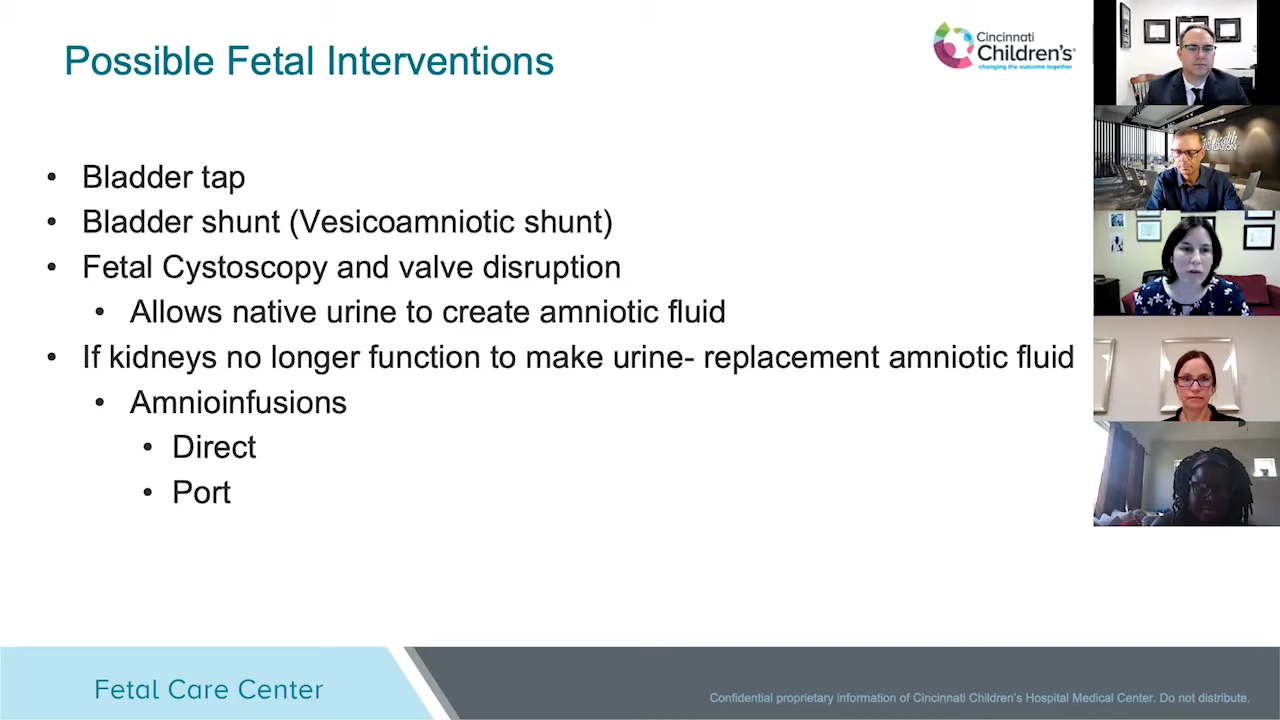 Possible Fetal Interventions
Cincinnati
Children's
changing the outcome together
• Bladder tap
• Bladder shunt (Vesicoamniotic shunt)
• Fetal Cystoscopy and valve disruption
• Allows native urine to create amniotic fluid
• If kidneys no longer function to make urine- replacement amniotic fluid
• Amnioinfusions
• Direct
• Port
Fetal Care Center
Confidential proprietary information of Cincinnati Children's Hospital Medical Center. Do not distribute.